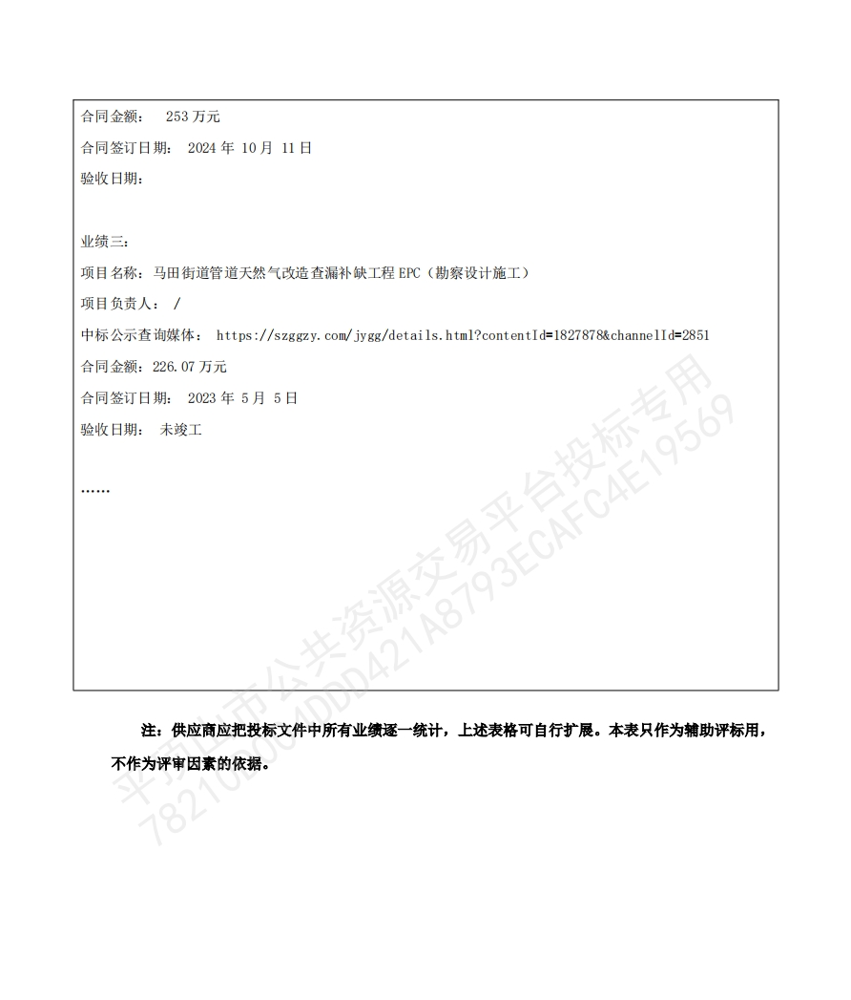 合同金额： 253 万元
合同签订日期： 2024 年 10 月 11 日
验收日期：
业绩三：
项目名称：马田街道管道天然气改造查漏补缺工程 EPC（勘察设计施工）
项目负责人： /
中标公示查询媒体： https://szggzy.com/jygg/details.html?contentId=1827878&channelId=2851
合同金额：226.07 万元
合同签订日期： 2023 年 5 月 5 日
验收日期： 未竣工
……
注：供应商应把投标文件中所有业绩逐一统计，上述表格可自行扩展。本表只作为辅助评标用，
不作为评审因素的依据。
平顶山市公共资源交易平台投标专用